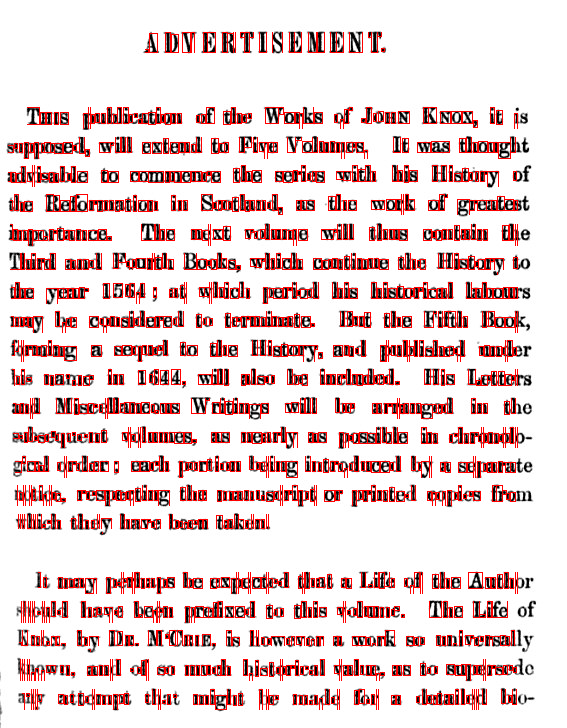 ADVERTISEMENT.
This publication of the Works of John Knox, it is
supposed, will extend to Five Volumes. It was thought
advisable to commence the series with his History of
the Reformation in Scotland, as the work of greatest
importance. The next volume will thus contain the
Third and Fourth Books, which continue the History to
the year 1564; at which period his historical labours
may be considered to terminate. But the Fifth Book,
forming a sequel to the History, and published under
his name in 1644, will also be included. His Letters
and Miscellaneous Writings will be arranged in the
subsequent volumes, as nearly as possible in chronolo-
gical order; each portion being introduced by a separate
notice, respecting the manuscript or printed copies from
which they have been taken.
It may perhaps be expected that a Life of the Author
should have been prefixed to this volume. The Life of
Knox, by Dr. M'Crie, is however a work so universally
known, and of so much historical value, as to supersede
any attempt that might be made for a detailed bio-